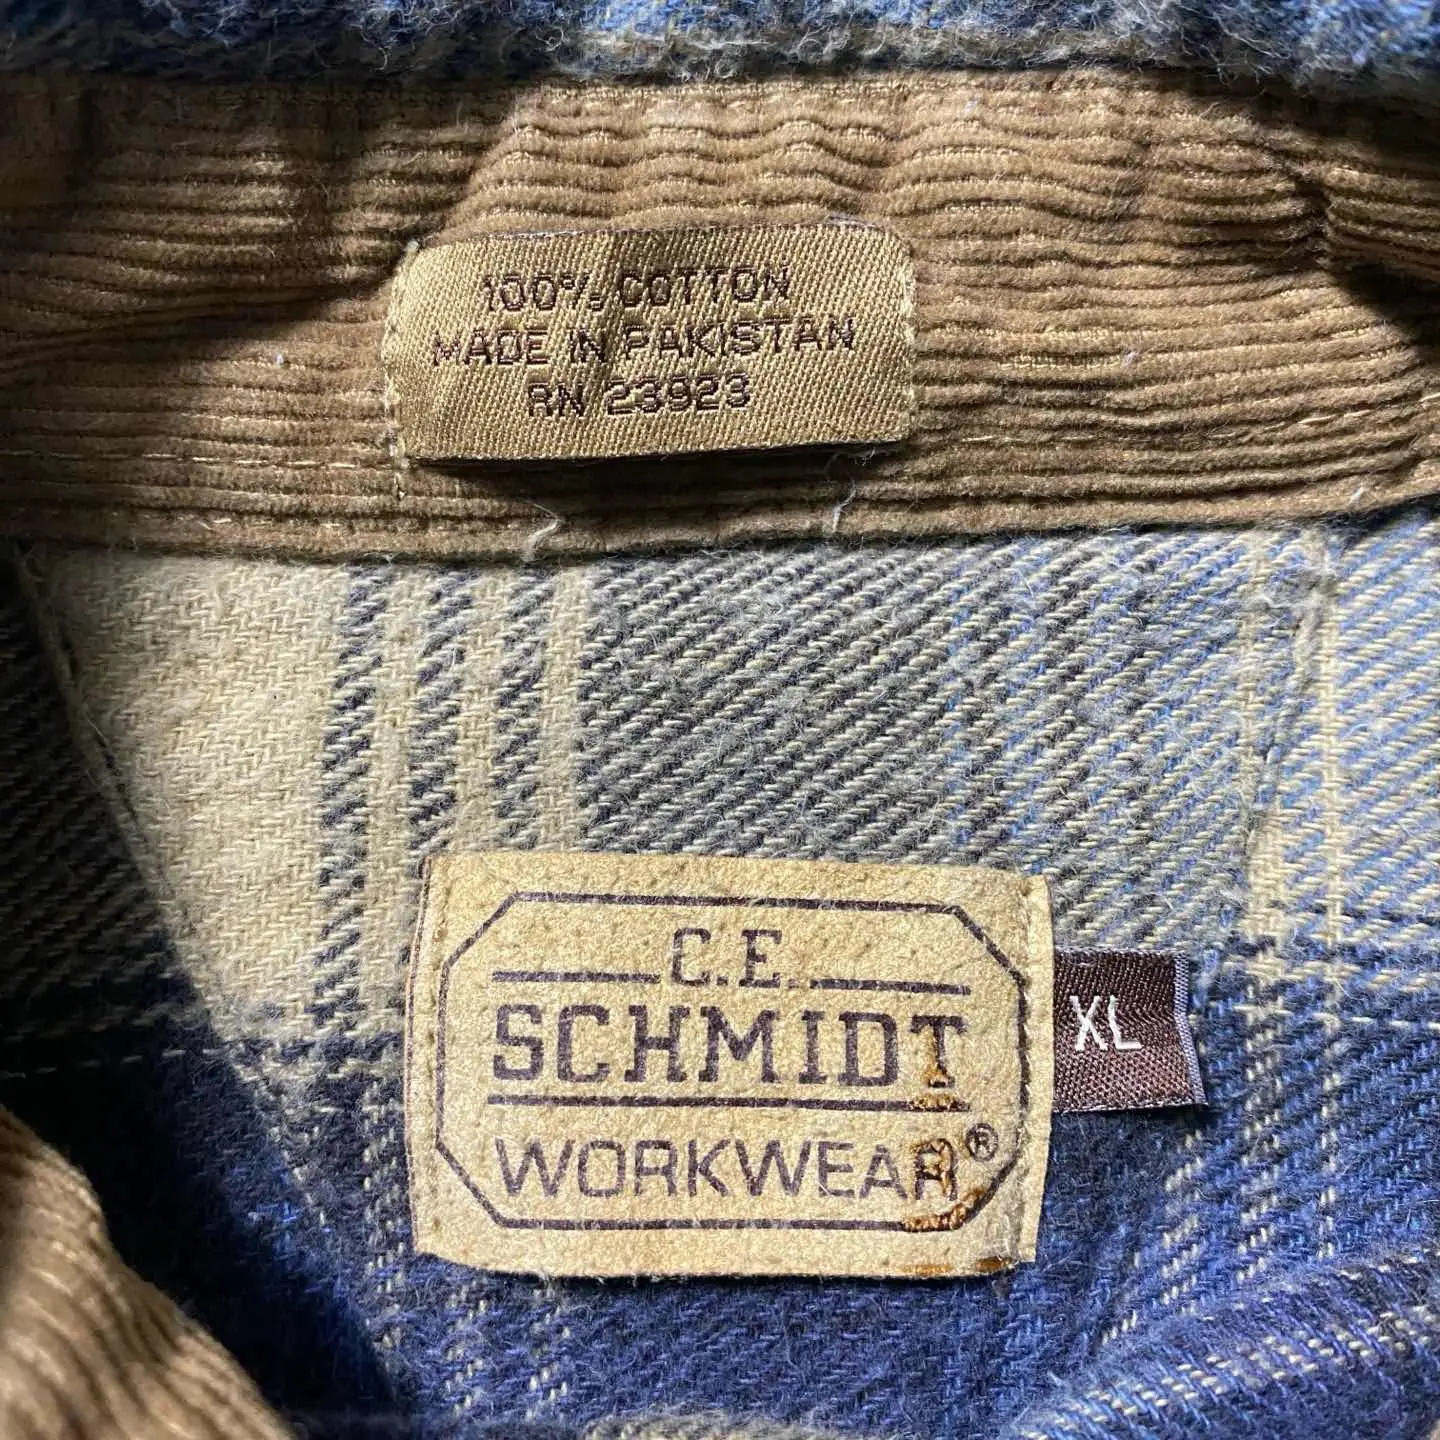 100% COTTON
MADE IN PAKISTAN
RN 23923
C.E.
SCHMIDT
WORKWEAR®
XL